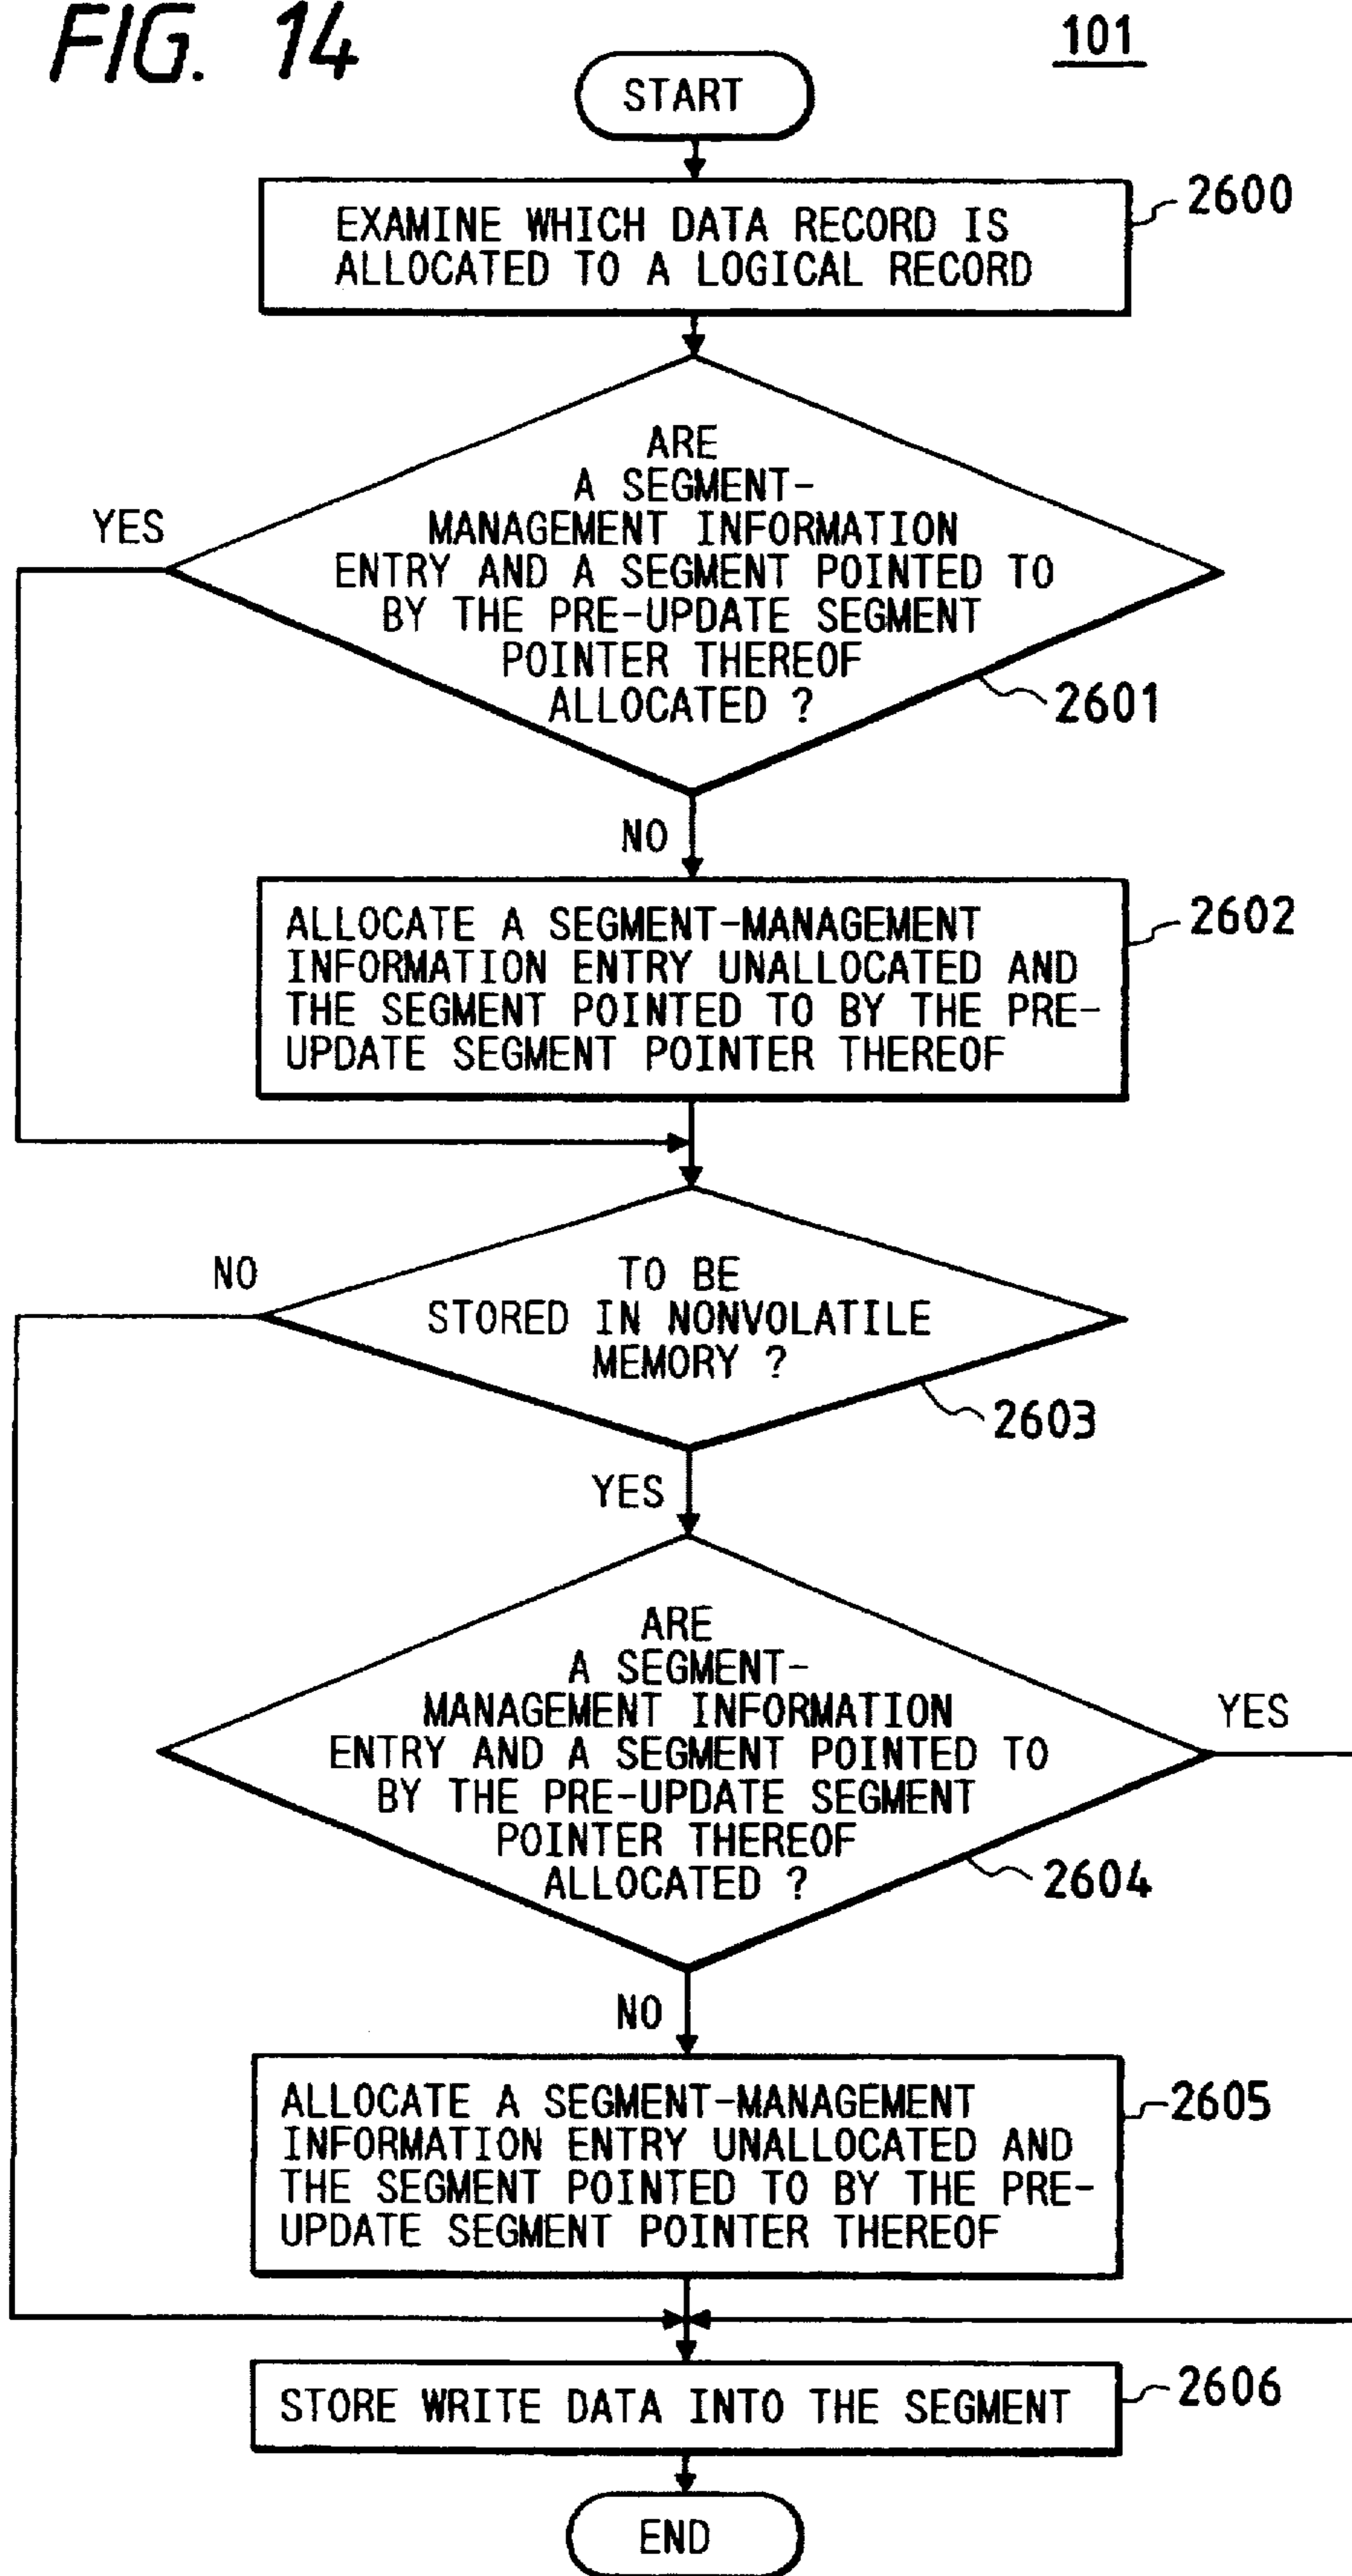 FIG. 14
101
START
EXAMINE WHICH DATA RECORD IS
ALLOCATED TO A LOGICAL RECORD
2600
ARE
A SEGMENT-
MANAGEMENT INFORMATION
ENTRY AND A SEGMENT POINTED TO
BY THE PRE-UPDATE SEGMENT
POINTER THEREOF
ALLOCATED ?
YES
2601
NO
ALLOCATE A SEGMENT-MANAGEMENT
INFORMATION ENTRY UNALLOCATED AND
THE SEGMENT POINTED TO BY THE PRE-
UPDATE SEGMENT POINTER THEREOF
2602
NO
TO BE
STORED IN NONVOLATILE
MEMORY ?
2603
YES
ARE
A SEGMENT-
MANAGEMENT INFORMATION
ENTRY AND A SEGMENT POINTED TO
BY THE PRE-UPDATE SEGMENT
POINTER THEREOF
ALLOCATED ?
YES
2604
NO
ALLOCATE A SEGMENT-MANAGEMENT
INFORMATION ENTRY UNALLOCATED AND
THE SEGMENT POINTED TO BY THE PRE-
UPDATE SEGMENT POINTER THEREOF
2605
STORE WRITE DATA INTO THE SEGMENT
2606
END